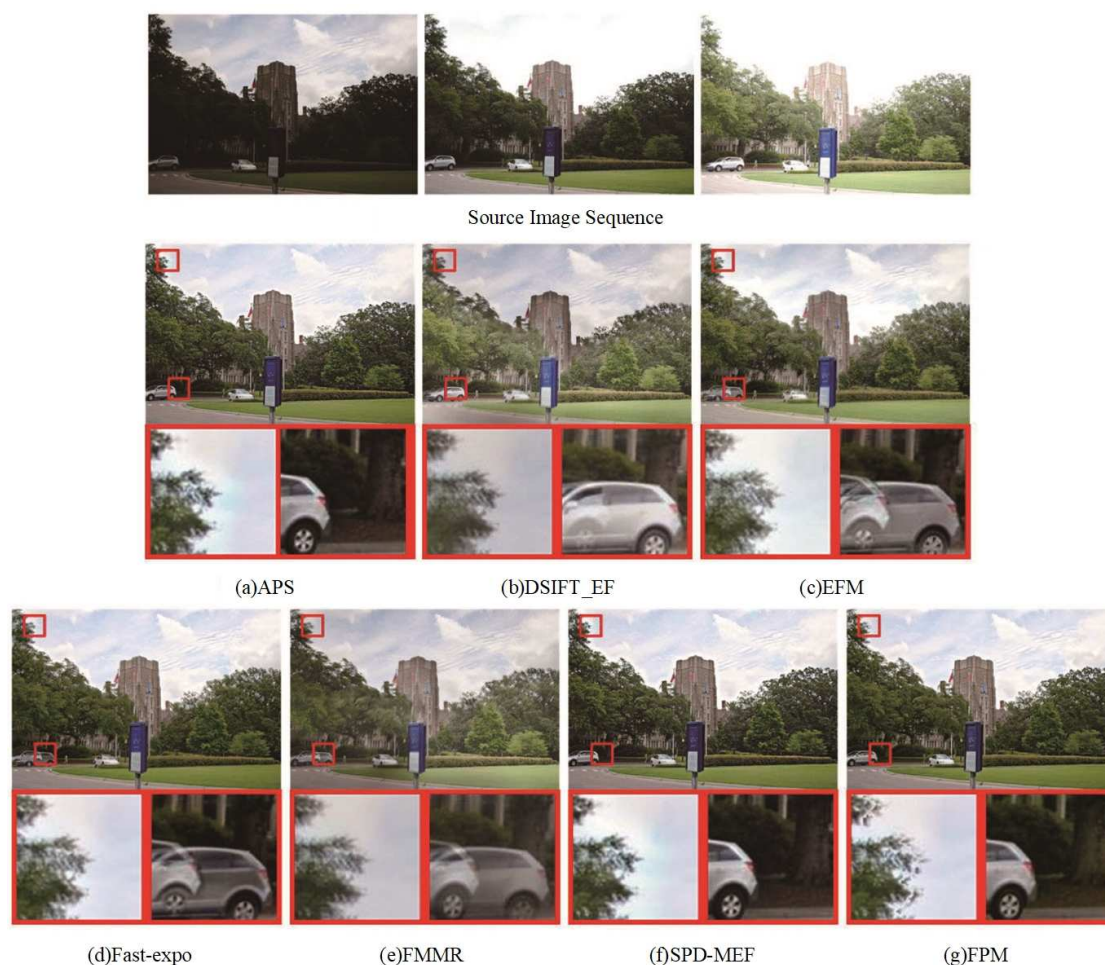 Source Image Sequence
(a)APS
(b)DSIFT_EF
(c)EFM
(d)Fast-expo
(e)FMMR
(f)SPD-MEF
(g)FPM